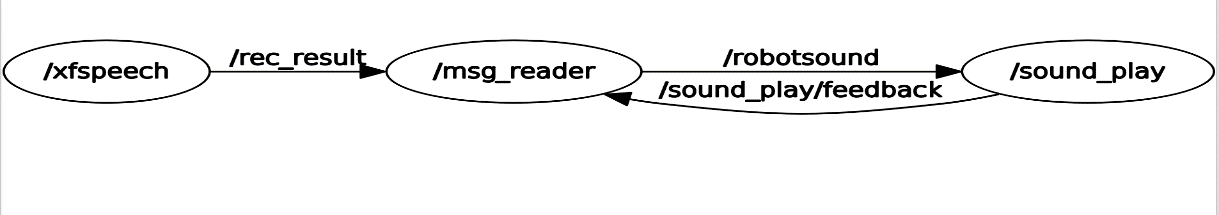 /xfspeech
/rec_result
/msg_reader
/robotsound
/sound_play/feedback
/sound_play